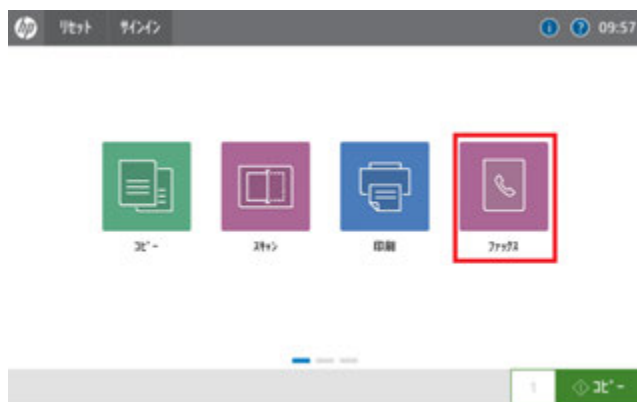 hp リセット サインイン 09:57
コピー スキャン 印刷 ファックス
1 コピー